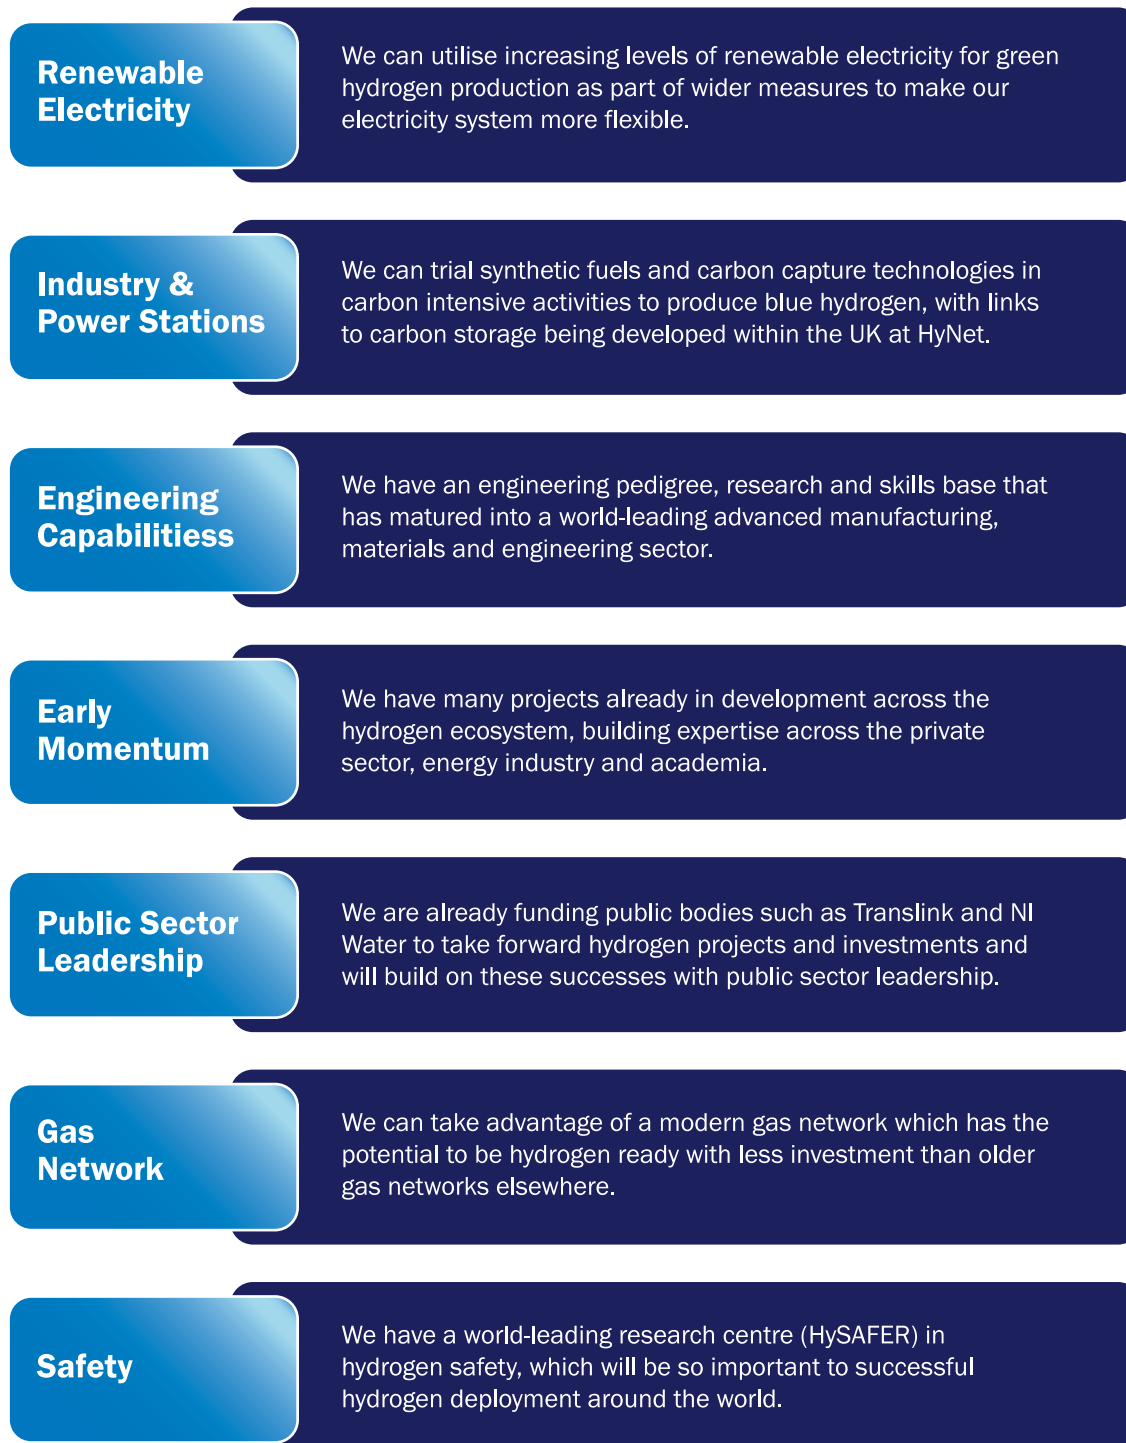 Renewable
Electricity
We can utilise increasing levels of renewable electricity for green
hydrogen production as part of wider measures to make our
electricity system more flexible.
Industry &
Power Stations
We can trial synthetic fuels and carbon capture technologies in
carbon intensive activities to produce blue hydrogen, with links
to carbon storage being developed within the UK at HyNet.
Engineering
Capabilitiess
We have an engineering pedigree, research and skills base that
has matured into a world-leading advanced manufacturing,
materials and engineering sector.
Early
Momentum
We have many projects already in development across the
hydrogen ecosystem, building expertise across the private
sector, energy industry and academia.
Public Sector
Leadership
We are already funding public bodies such as Translink and NI
Water to take forward hydrogen projects and investments and
will build on these successes with public sector leadership.
Gas
Network
We can take advantage of a modern gas network which has the
potential to be hydrogen ready with less investment than older
gas networks elsewhere.
Safety
We have a world-leading research centre (HySAFER) in
hydrogen safety, which will be so important to successful
hydrogen deployment around the world.